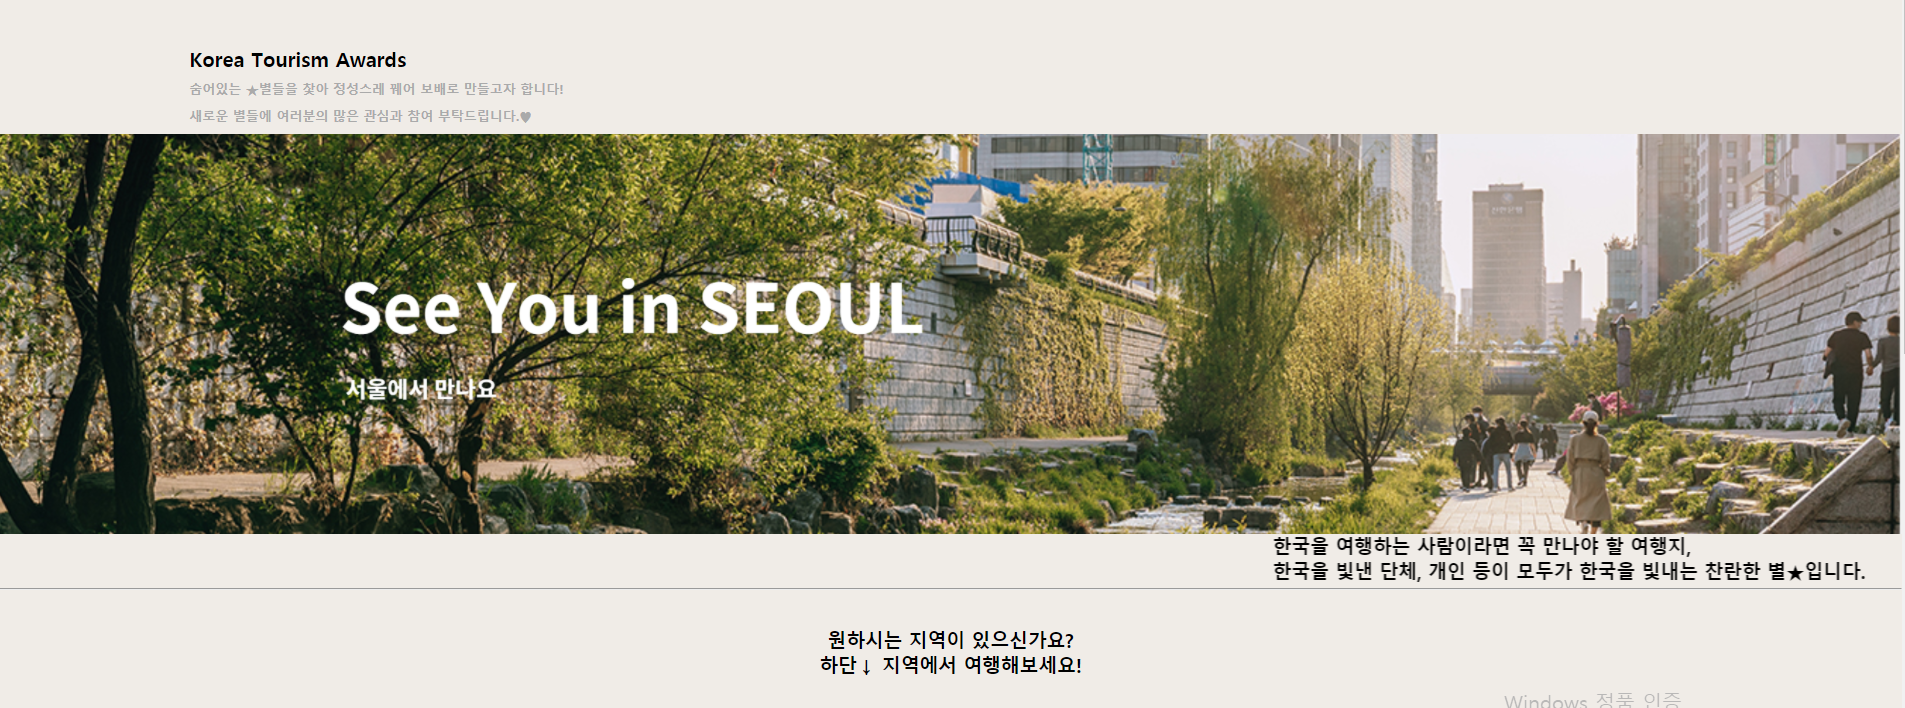 Korea Tourism Awards
숨어있는 ★별들을 찾아 정성스레 꿰어 보배로 만들고자 합니다!
새로운 별들에 여러분의 많은 관심과 참여 부탁드립니다.♥
See You in SEOUL
서울에서 만나요
한국을 여행하는 사람이라면 꼭 만나야 할 여행지,
한국을 빛낸 단체, 개인 등이 모두가 한국을 빛내는 찬란한 별★입니다.
원하시는 지역이 있으신가요?
하단↓ 지역에서 여행해보세요!
Windows 정품 인증